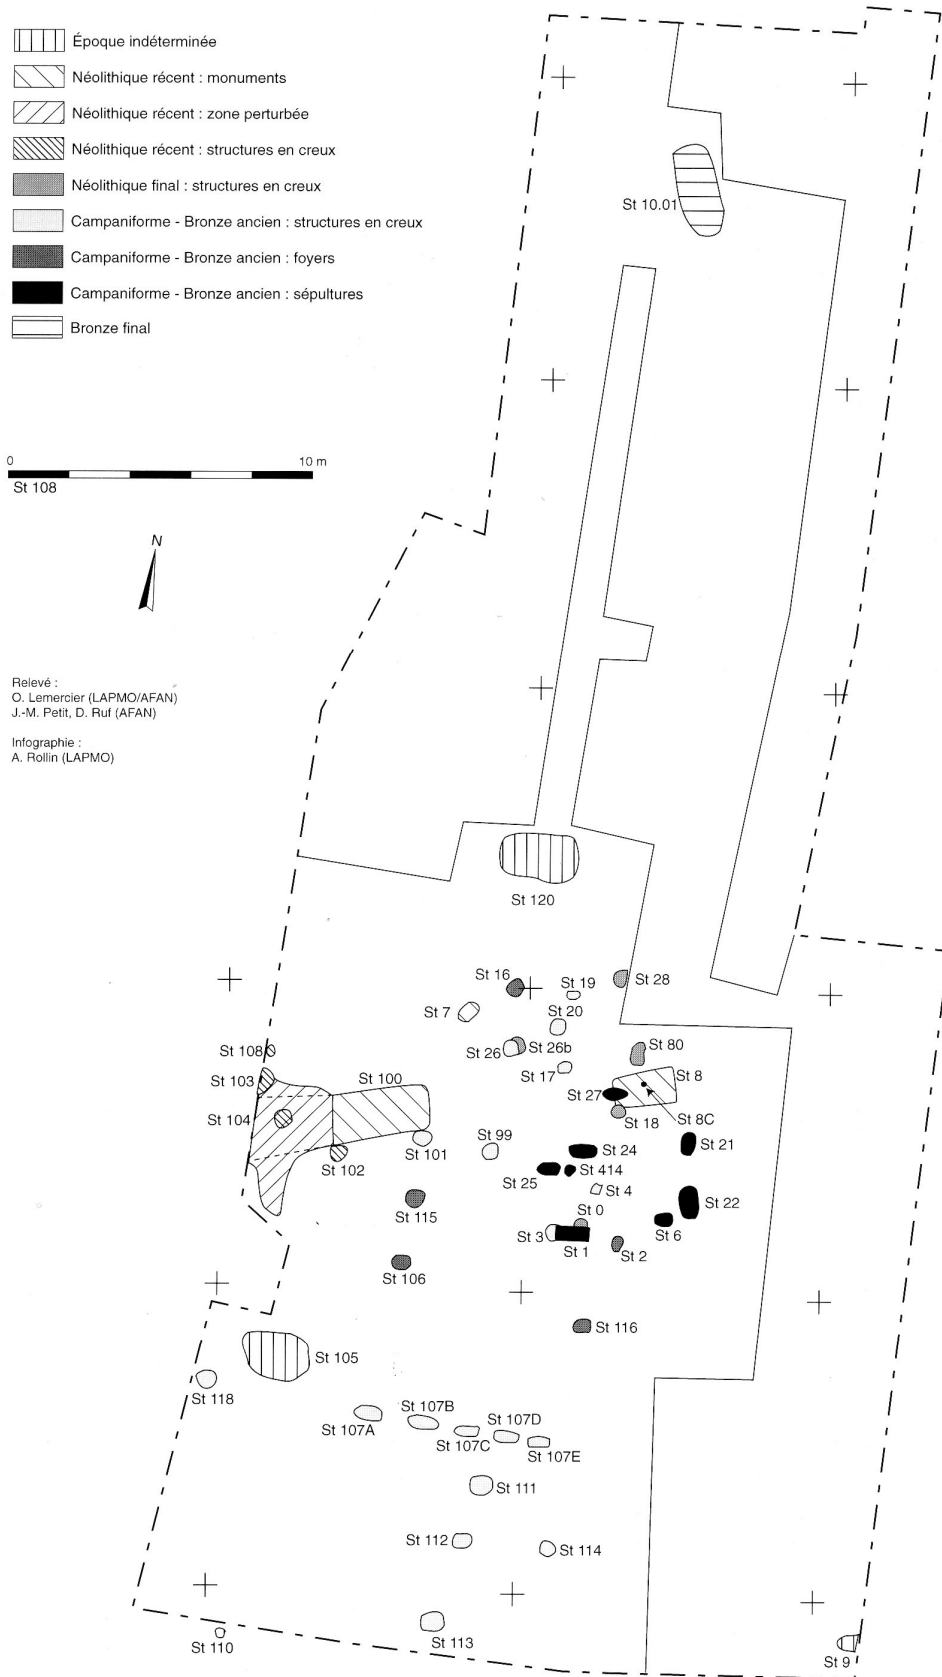 Époque indéterminée
Néolithique récent : monuments
Néolithique récent : zone perturbée
Néolithique récent : structures en creux
Néolithique final : structures en creux
Campaniforme - Bronze ancien : structures en creux
Campaniforme - Bronze ancien : foyers
Campaniforme - Bronze ancien : sépultures
Bronze final
0 10 m
St 108
N
Relevé :
O. Lemercier (LAPMO/AFAN)
J.-M. Petit, D. Ruf (AFAN)
Infographie :
A. Rollin (LAPMO)
St 10.01
St 120
St 16
St 19
St 28
St 7
St 20
St 26
St 26b
St 80
St 108
St 17
St 103
St 100
St 8
St 27
St 104
St 18
St 8C
St 99
St 24
St 21
St 102
St 101
St 25
St 414
St 4
St 22
St 115
St 0
St 3
St 1
St 6
St 2
St 106
St 116
St 105
St 118
St 107A
St 107B
St 107C
St 107D
St 107E
St 111
St 112
St 114
St 110
St 113
St 9